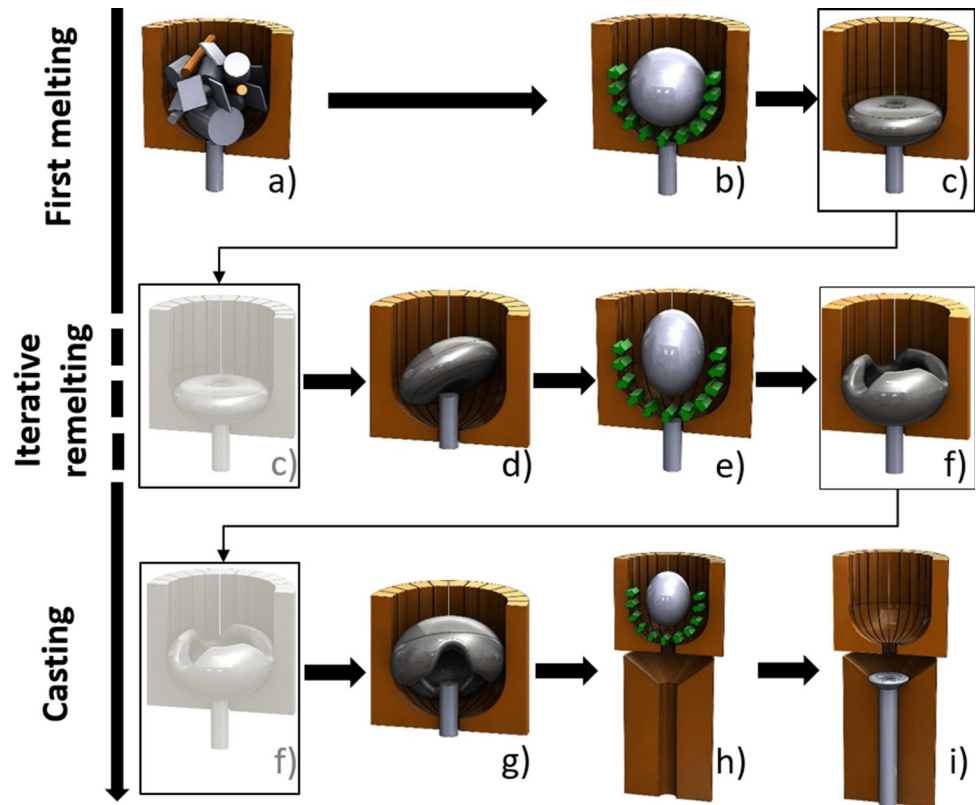 First melting
a)
b)
c)
Iterative
remelting
c)
d)
e)
f)
Casting
f)
g)
h)
i)